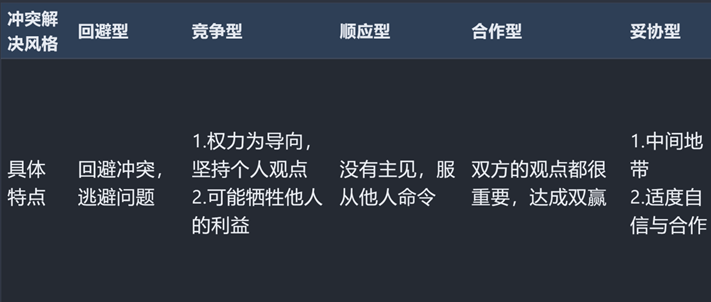 冲突解决风格 回避型 竞争型 顺应型 合作型 妥协型
具体特点
回避冲突，
逃避问题
1.权力为导向，
坚持个人观点
2.可能牺牲他人
的利益
没有主见，服
从他人命令
双方的观点都很
重要，达成双赢
1.中间地
带
2.适度自
信与合作